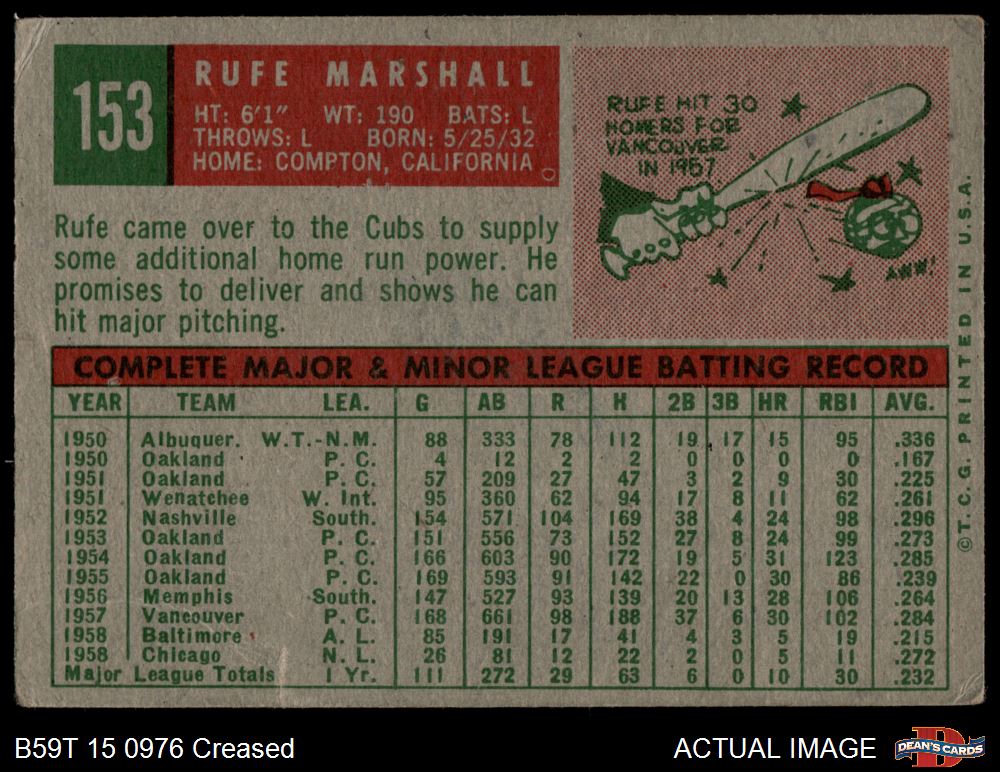 153
RUFE MARSHALL
HT: 6'1" WT: 190 BATS: L
THROWS: L BORN: 5/25/32
HOME: COMPTON, CALIFORNIA
RUFE HIT 30
HOMERS FOR
VANCOUVER
IN 1957
AWW!
Rufe came over to the Cubs to supply
some additional home run power. He
promises to deliver and shows he can
hit major pitching.
COMPLETE MAJOR & MINOR LEAGUE BATTING RECORD
YEAR TEAM LEA. G AB R H 2B 3B HR RBI AVG.
1950 Albuquer. W.T.-N.M. 88 333 78 112 19 17 15 95 .336
1950 Oakland P. C. 4 12 2 2 0 0 0 0 .167
1951 Oakland P. C. 57 209 27 47 3 2 9 30 .225
1951 Wenatchee W. Int. 95 360 62 94 17 8 11 62 .261
1952 Nashville South. 154 571 104 169 38 4 24 98 .296
1953 Oakland P. C. 151 556 73 152 27 8 24 99 .273
1954 Oakland P. C. 166 603 90 172 19 5 31 123 .285
1955 Oakland P. C. 169 593 91 142 22 0 30 86 .239
1956 Memphis South. 147 527 93 139 20 13 28 106 .264
1957 Vancouver P. C. 168 661 98 188 37 6 30 102 .284
1958 Baltimore A. L. 85 191 17 41 4 3 5 19 .215
1958 Chicago N. L. 26 81 12 22 2 0 5 11 .272
Major League Totals 1 Yr. 111 272 29 63 6 0 10 30 .232
©T.C.G. PRINTED IN U.S.A.
B59T 15 0976 Creased
ACTUAL IMAGE
DEAN'S CARDS